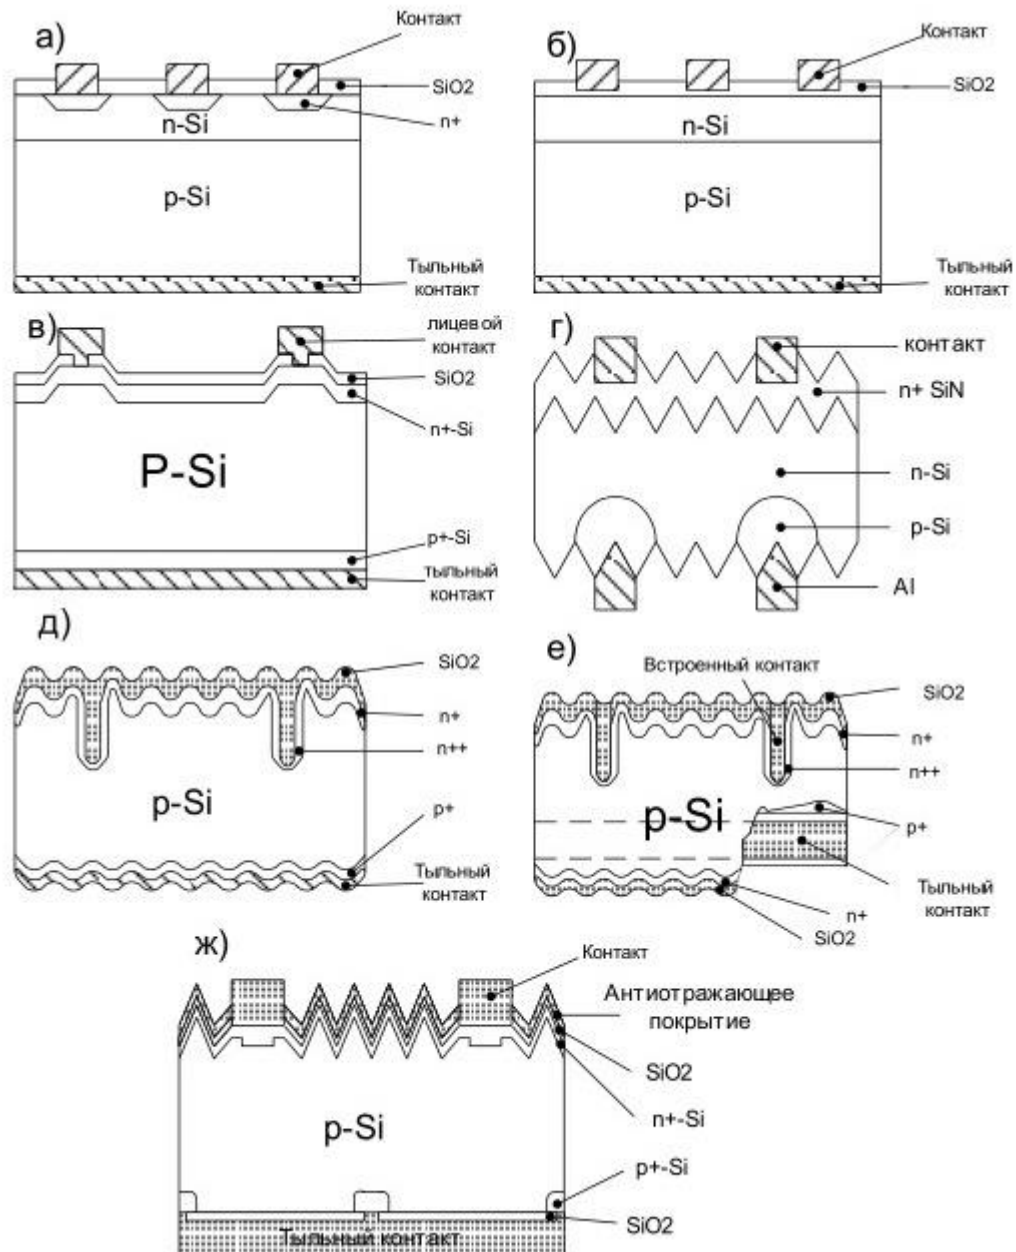 а)
Контакт
SiO2
n+
n-Si
p-Si
Тыльный
контакт
б)
Контакт
SiO2
n-Si
p-Si
Тыльный
контакт
в)
лицевой
контакт
SiO2
n+-Si
P-Si
p+-Si
тыльный
контакт
г)
контакт
n+ SiN
n-Si
p-Si
Al
д)
SiO2
n+
n++
p-Si
p+
Тыльный
контакт
е)
Встроенный контакт
SiO2
n+
n++
p-Si
p+
Тыльный
контакт
n+
SiO2
ж)
Контакт
Антиотражающее
покрытие
SiO2
n+-Si
p-Si
p+-Si
SiO2
Тыльный контакт